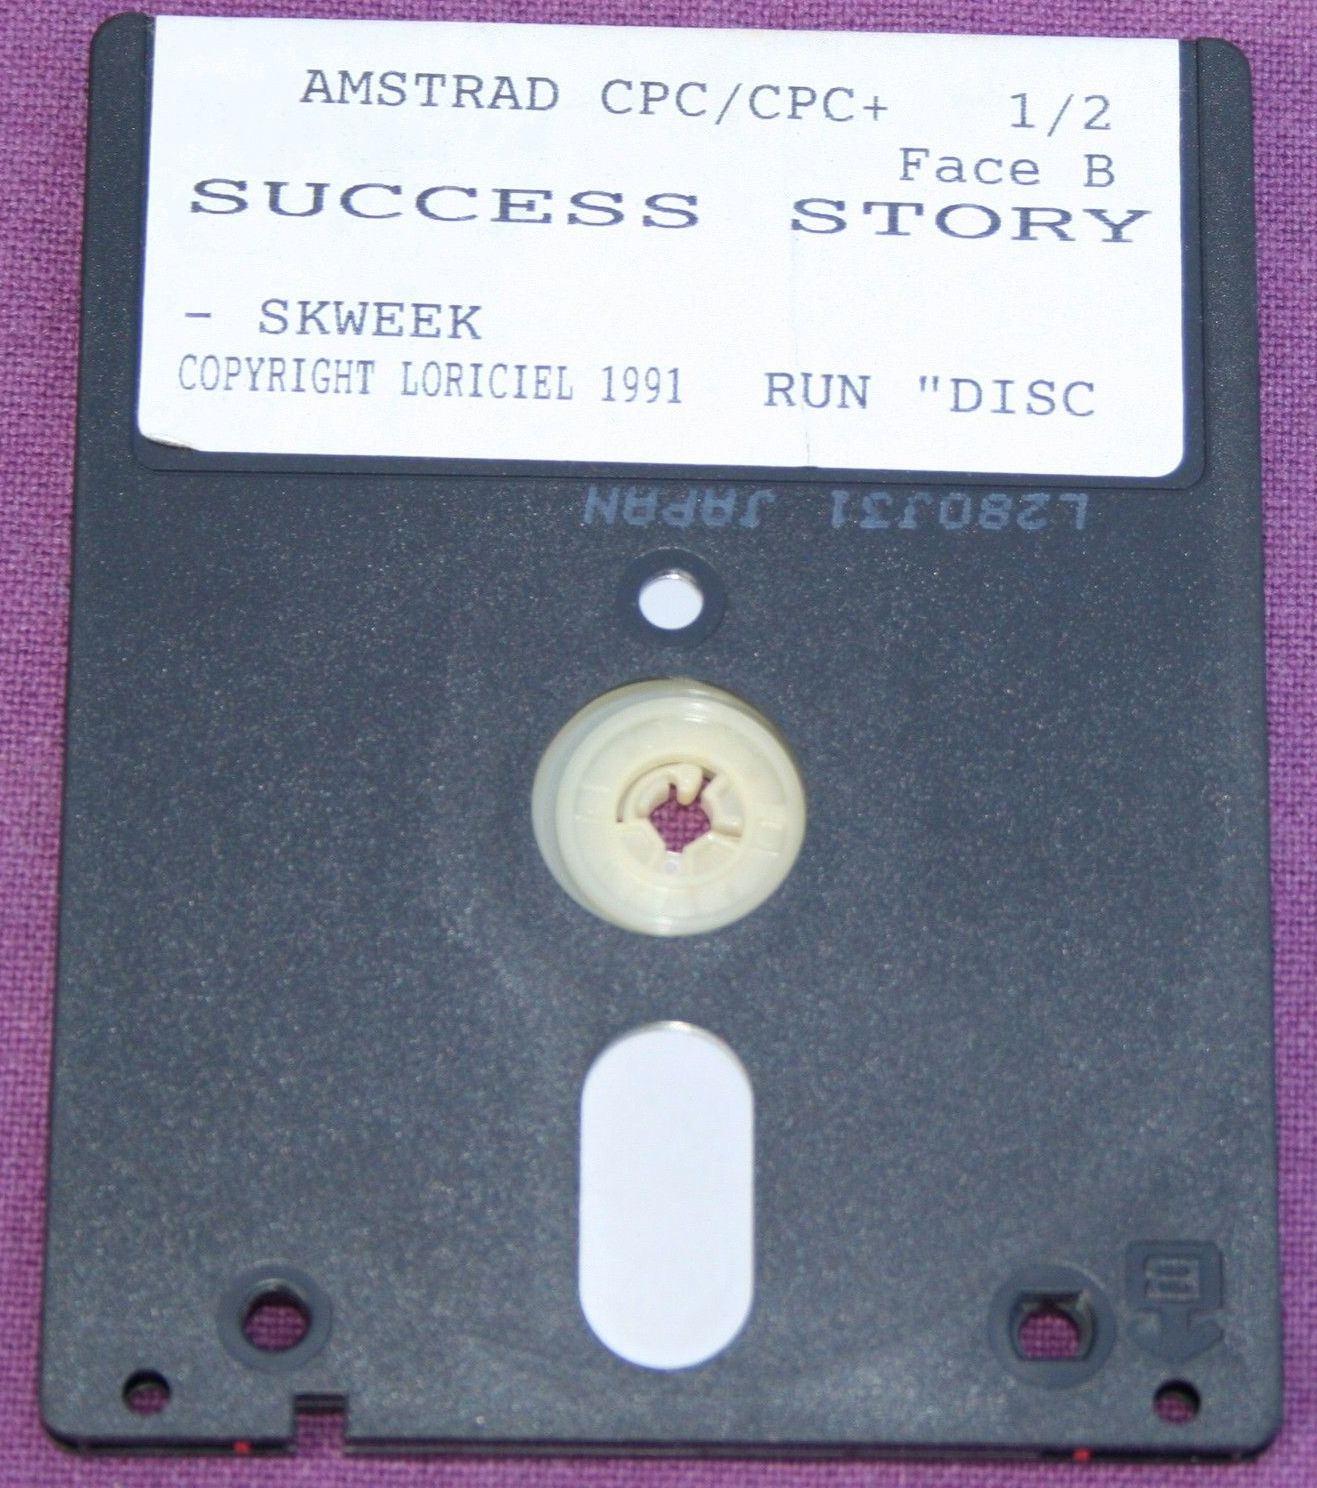 AMSTRAD CPC/CPC+ 1/2
Face B
SUCCESS STORY
- SKWEEK
COPYRIGHT LORICIEL 1991 RUN "DISC
L280J31 JAPAN
B